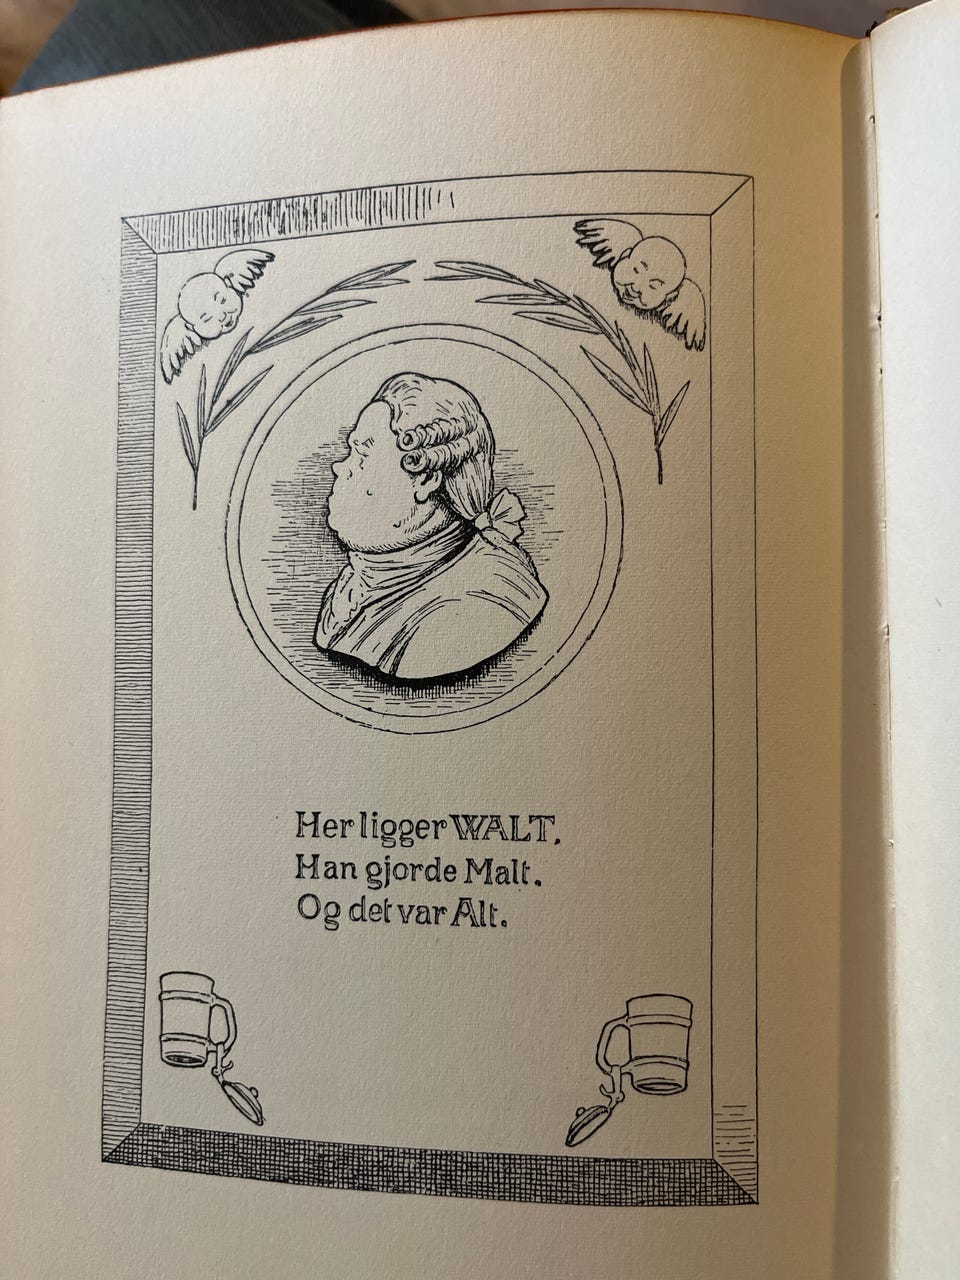 Her ligger WALT.
Han gjorde Malt.
Og det var Alt.